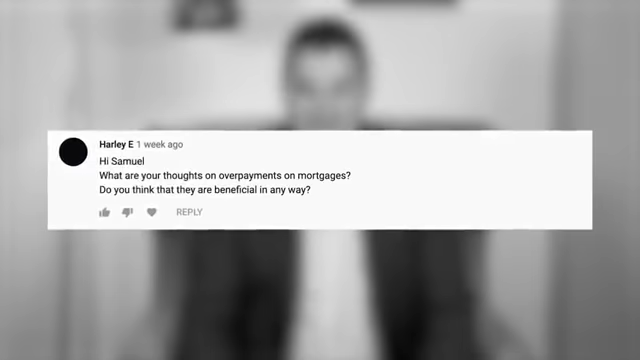 Harley E 1 week ago
Hi Samuel
What are your thoughts on overpayments on mortgages?
Do you think that they are beneficial in any way?
REPLY